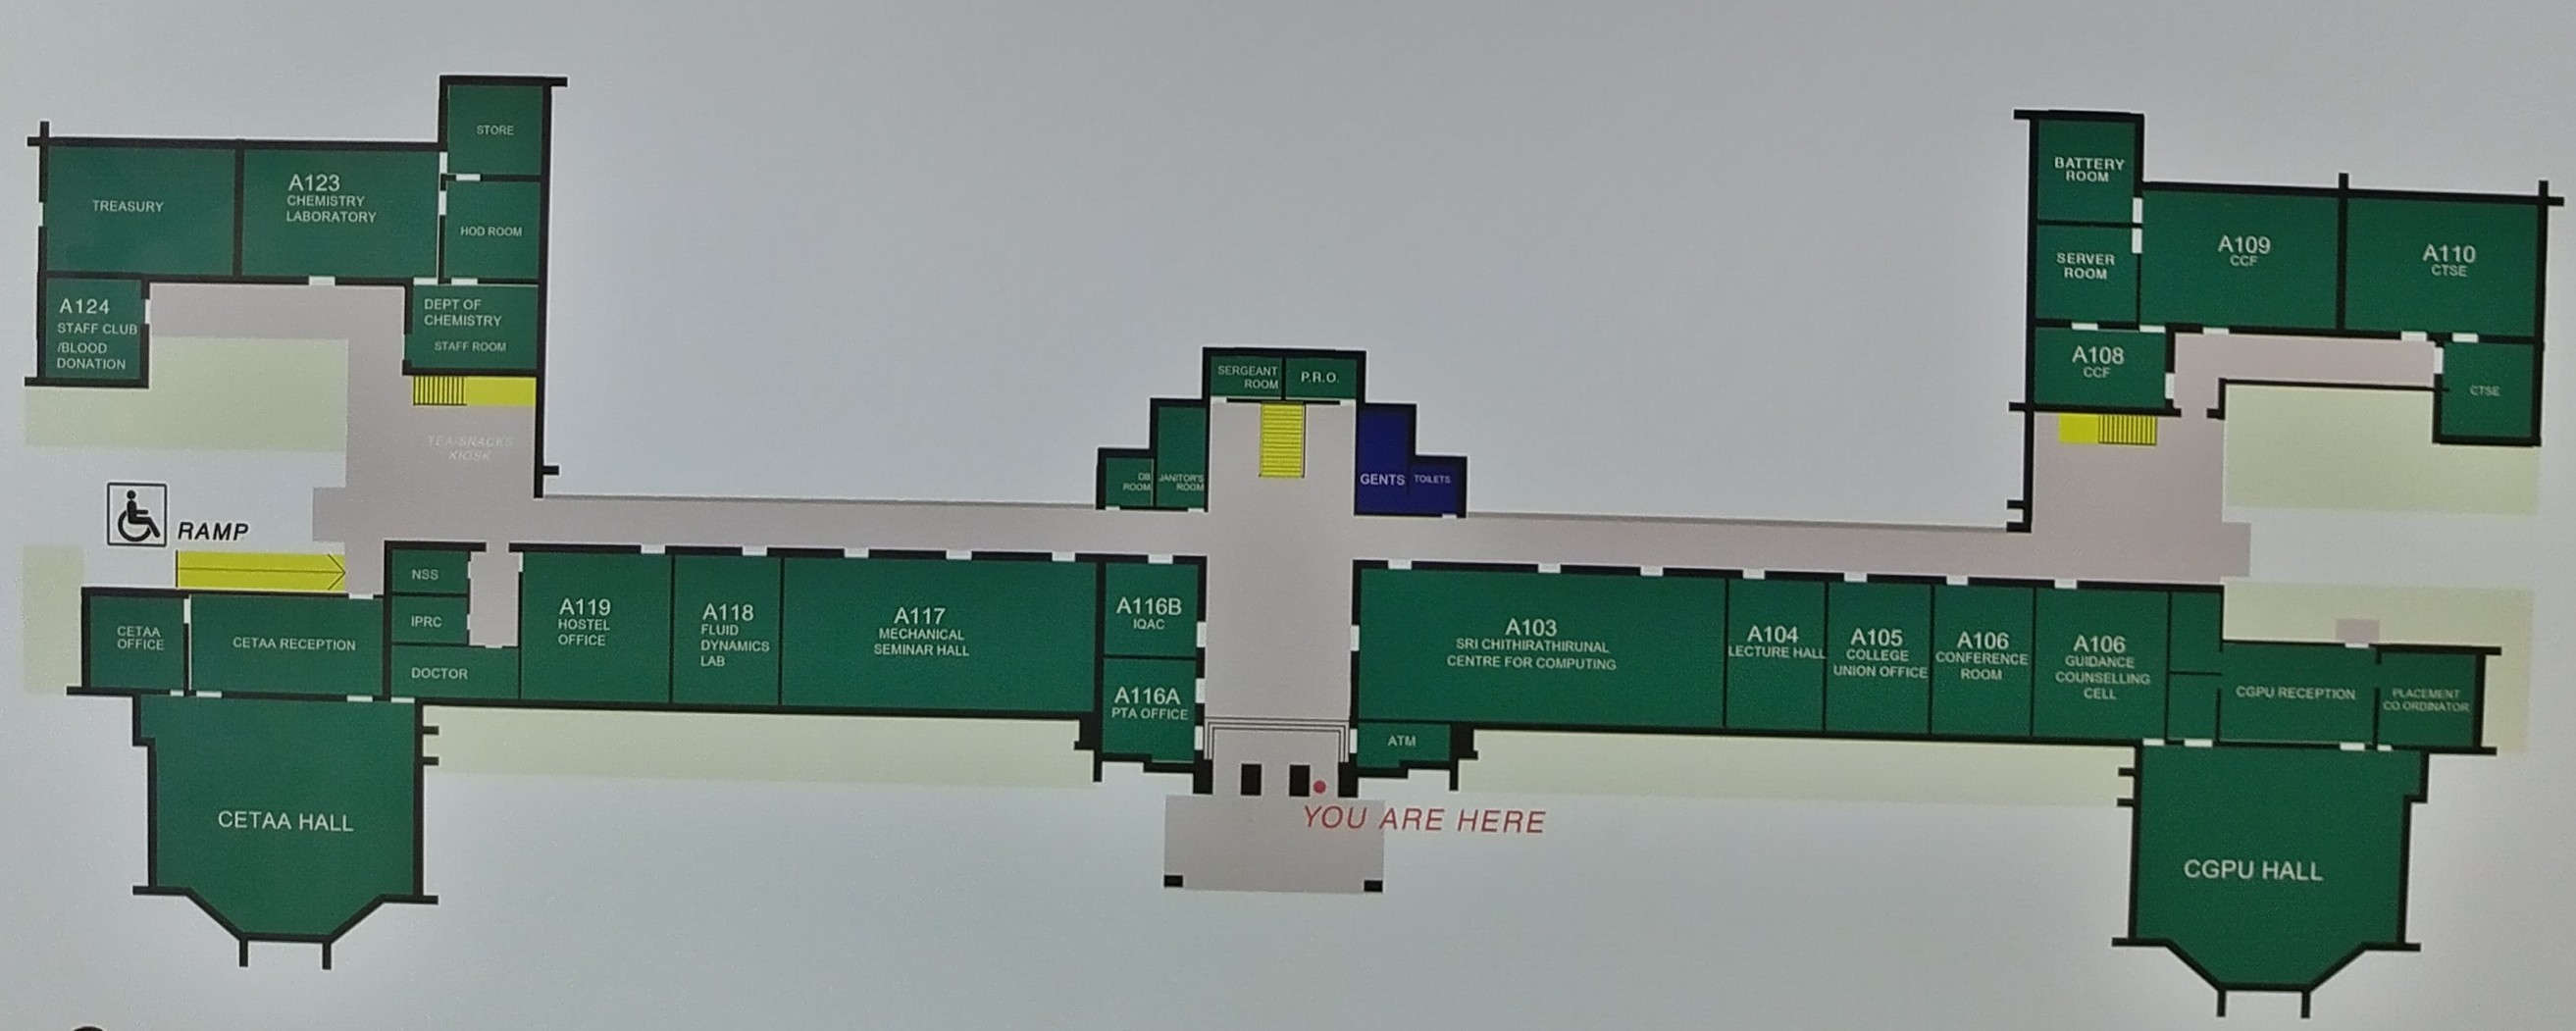 STORE
TREASURY
A123
CHEMISTRY
LABORATORY
HOD ROOM
A124
STAFF CLUB
/BLOOD
DONATION
DEPT OF
CHEMISTRY
STAFF ROOM
TEA-SNACKS
KIOSK
RAMP
NSS
IPRC
DOCTOR
CETAA
OFFICE
CETAA RECEPTION
CETAA HALL
A119
HOSTEL
OFFICE
A118
FLUID
DYNAMICS
LAB
A117
MECHANICAL
SEMINAR HALL
A116B
IQAC
A116A
PTA OFFICE
DB
ROOM
JANITOR'S
ROOM
SERGEANT
ROOM
P.R.O.
GENTS
TOILETS
YOU ARE HERE
ATM
A103
SRI CHITHIRATHIRUNAL
CENTRE FOR COMPUTING
A104
LECTURE HALL
A105
COLLEGE
UNION OFFICE
A106
CONFERENCE
ROOM
A106
GUIDANCE
COUNSELLING
CELL
CGPU RECEPTION
PLACEMENT
CO ORDINATOR
CGPU HALL
BATTERY
ROOM
SERVER
ROOM
A108
CCF
A109
CCF
A110
CTSE
CTSE